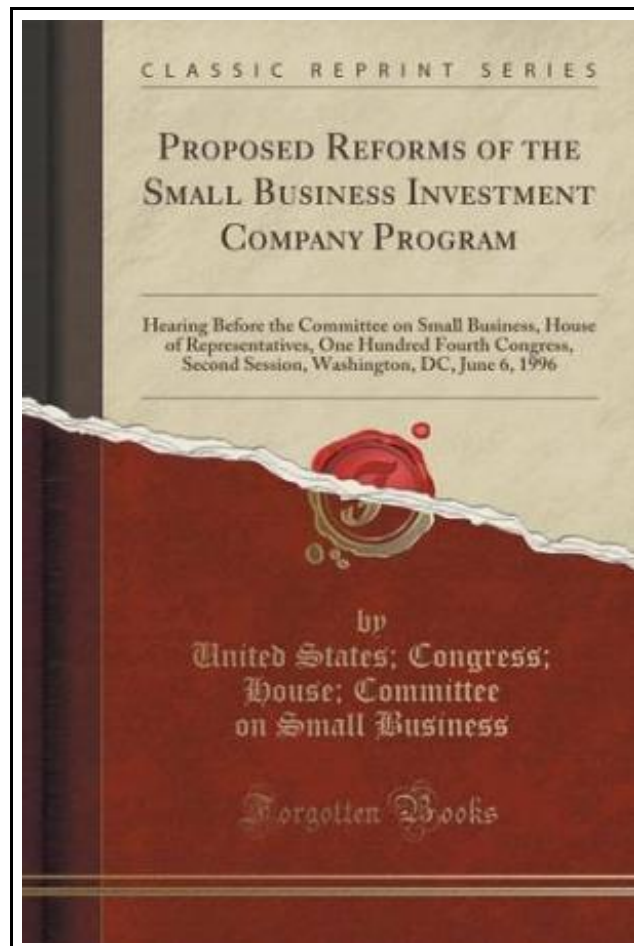 CLASSIC REPRINT SERIES
PROPOSED REFORMS OF THE
SMALL BUSINESS INVESTMENT
COMPANY PROGRAM
Hearing Before the Committee on Small Business, House
of Representatives, One Hundred Fourth Congress,
Second Session, Washington, DC, June 6, 1996
by
United States; Congress;
House; Committee
on Small Business
Forgotten Books